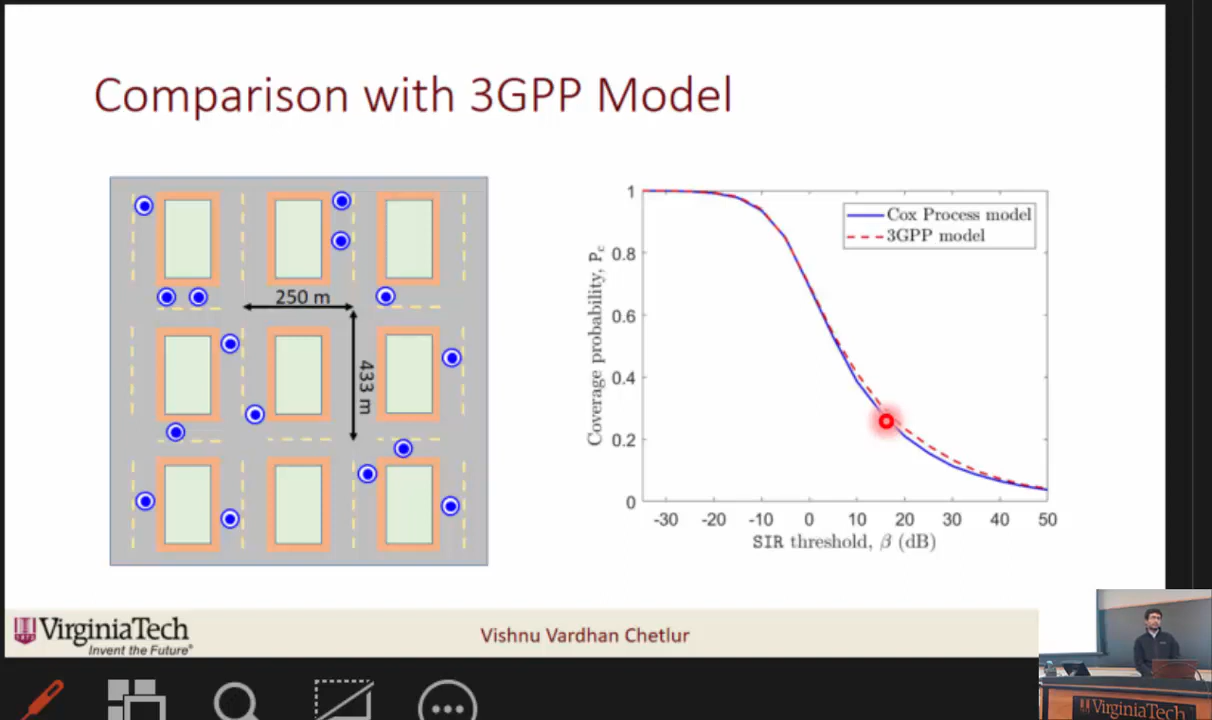 Comparison with 3GPP Model
250 m
433 m
Coverage probability, P_c
1
0.8
0.6
0.4
0.2
0
Cox Process model
3GPP model
-30 -20 -10 0 10 20 30 40 50
SIR threshold, β (dB)
VirginiaTech
Invent the Future®
Vishnu Vardhan Chetlur
VirginiaTech